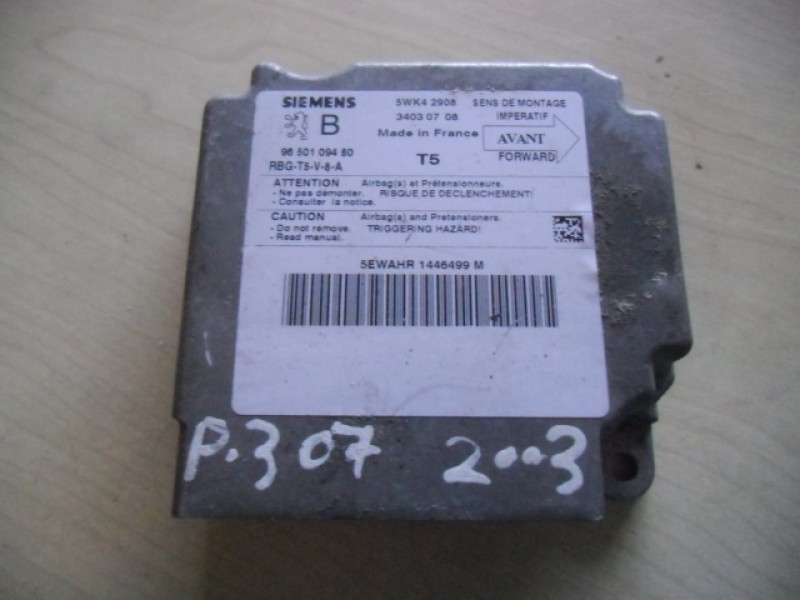 SIEMENS 5WK4 2908 SENS DE MONTAGE
B 3403 07 08 IMPERATIF
Made in France AVANT
96 501 094 80 T5 FORWARD
RBG-T5-V-8-A
ATTENTION Airbag(s) et Prétensionneurs.
- Ne pas démonter. RISQUE DE DECLENCHEMENT!
- Consulter la notice.
CAUTION Airbag(s) and Pretensioners.
- Do not remove. TRIGGERING HAZARD!
- Read manual.
5EWAHR 1446499 M
P.307 2003